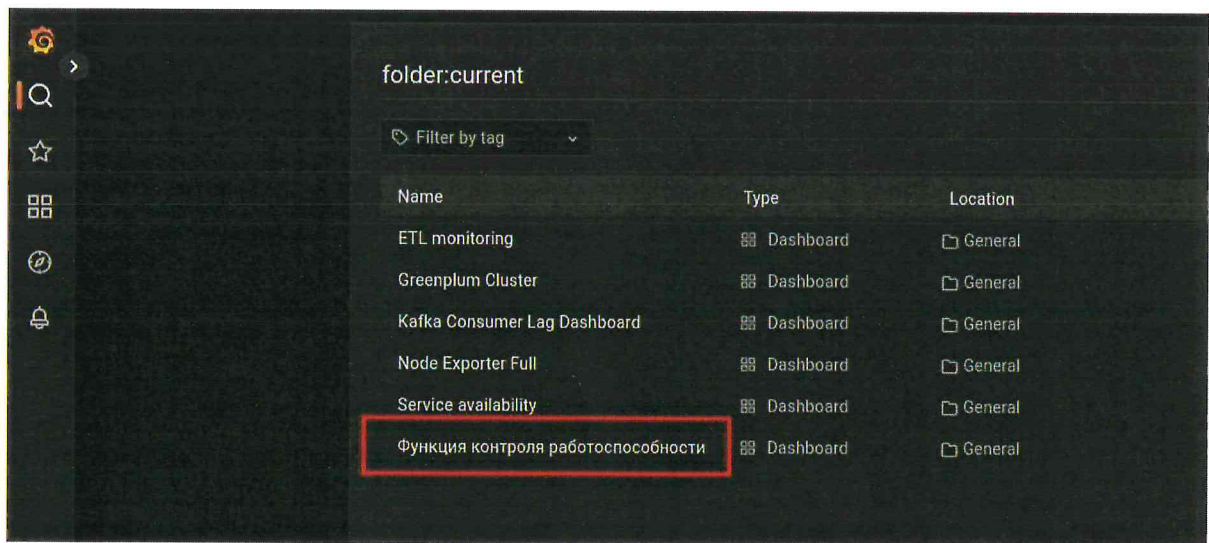 folder:current
Filter by tag
Name Type Location
ETL monitoring Dashboard General
Greenplum Cluster Dashboard General
Kafka Consumer Lag Dashboard Dashboard General
Node Exporter Full Dashboard General
Service availability Dashboard General
Функция контроля работоспособности Dashboard General